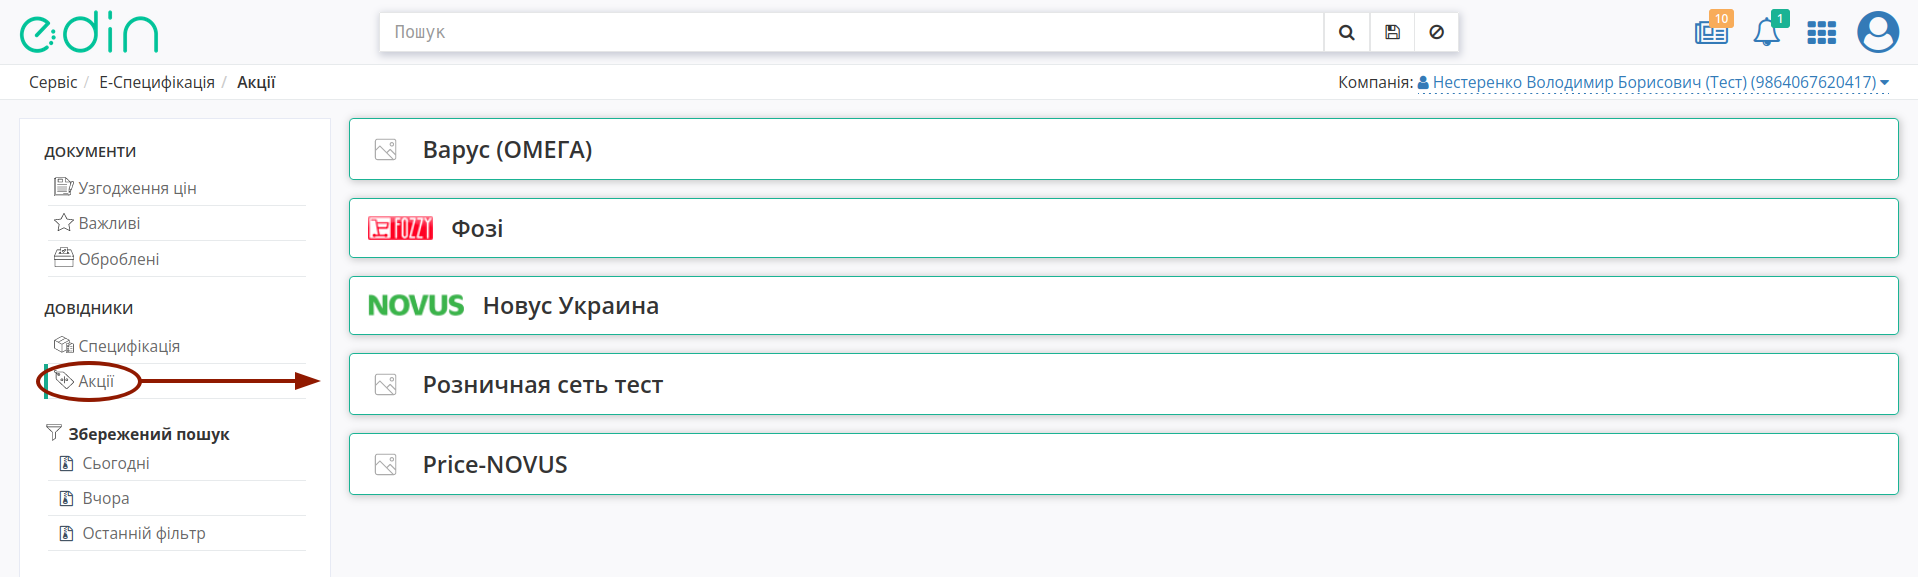 edin
Пошук
10
1
Сервіс / Е-Специфікація / Акції
Компанія: Нестеренко Володимир Борисович (Тест) (9864067620417)
ДОКУМЕНТИ
Узгодження цін
Важливі
Оброблені
ДОВІДНИКИ
Специфікація
Акції
Збережений пошук
Сьогодні
Вчора
Останній фільтр
Варус (ОМЕГА)
FOZZY Фозі
NOVUS Новус Украина
Розничная сеть тест
Price-NOVUS